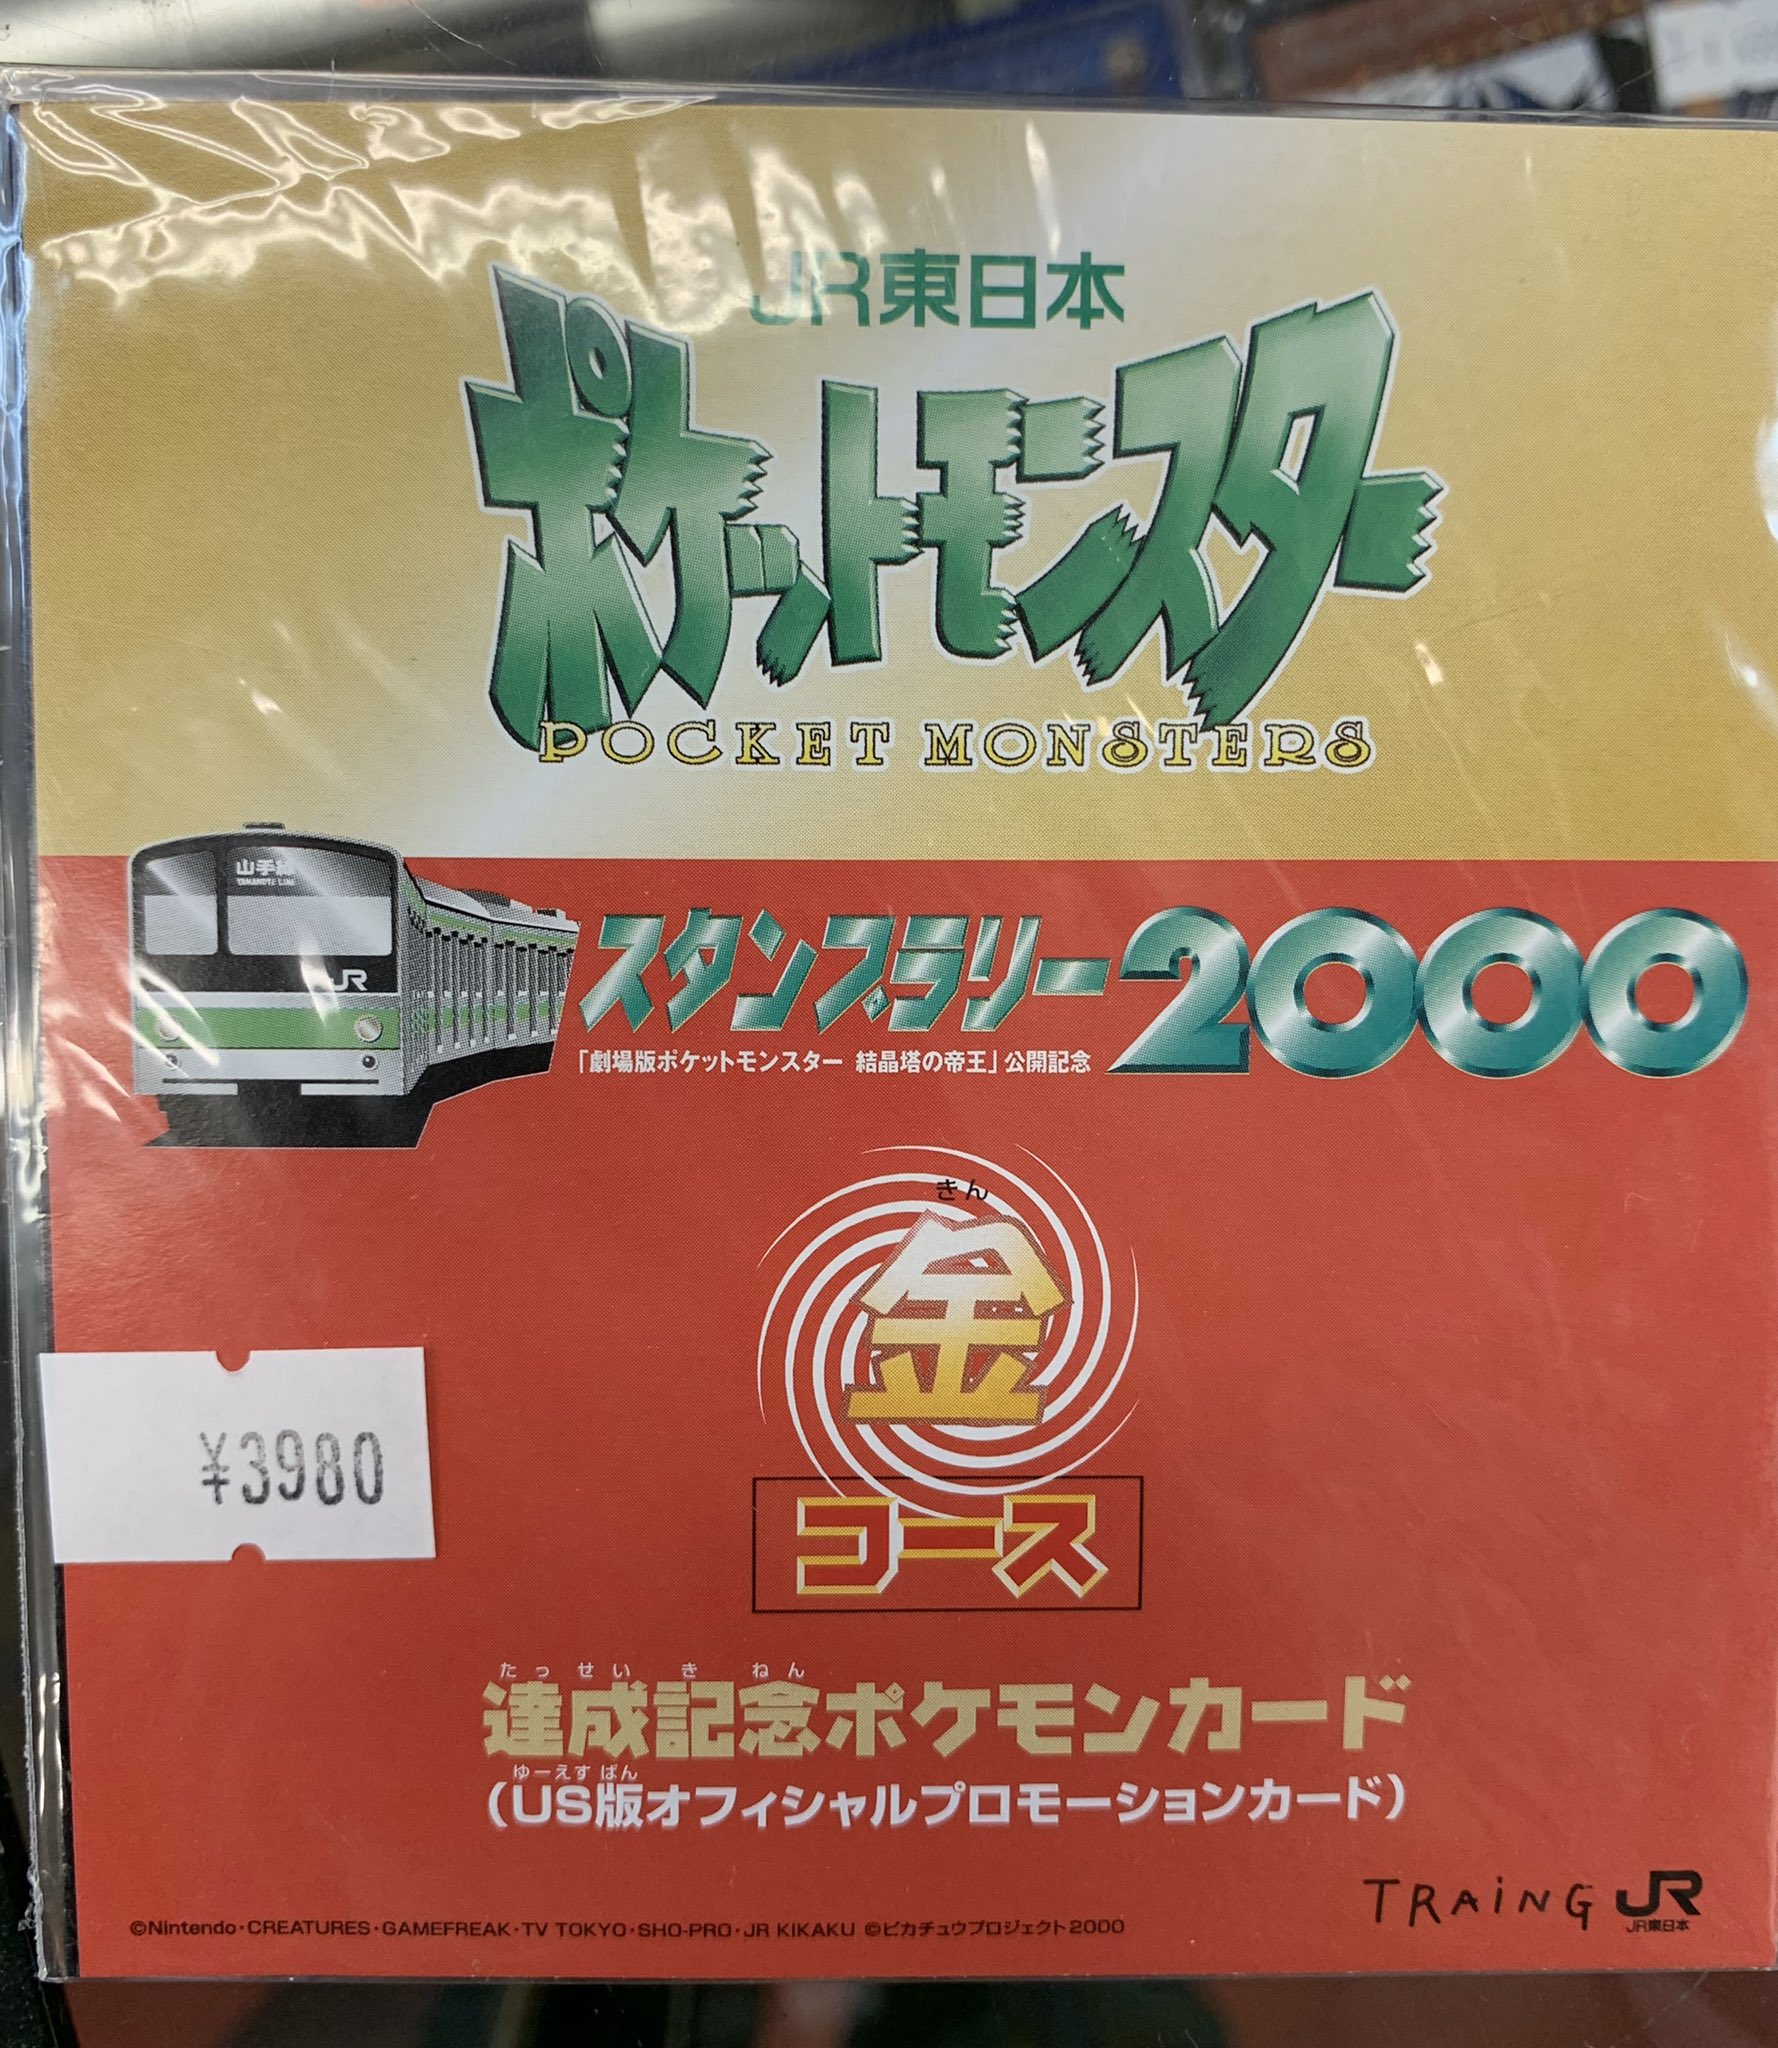 JR東日本
ポケットモンスター
POCKET MONSTERS
山手線
YAMANOTE LINE
JR
スタンプラリー2000
「劇場版ポケットモンスター 結晶塔の帝王」公開記念
きん
金
コース
¥3980
たっせい き ねん
達成記念ポケモンカード
ゆーえすばん
(US版オフィシャルプロモーションカード)
TRAiNG JR
JR東日本
©Nintendo・CREATURES・GAMEFREAK・TV TOKYO・SHO-PRO・JR KIKAKU ©ピカチュウプロジェクト2000